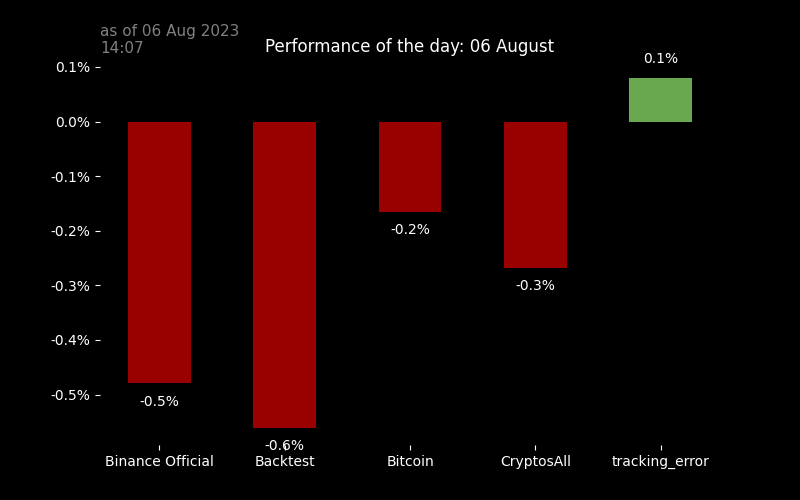 as of 06 Aug 2023
14:07
Performance of the day: 06 August
0.1%
0.0%
-0.1%
-0.2%
-0.3%
-0.4%
-0.5%
-0.5%
-0.6%
-0.2%
-0.3%
0.1%
Binance Official
Backtest
Bitcoin
CryptosAll
tracking_error